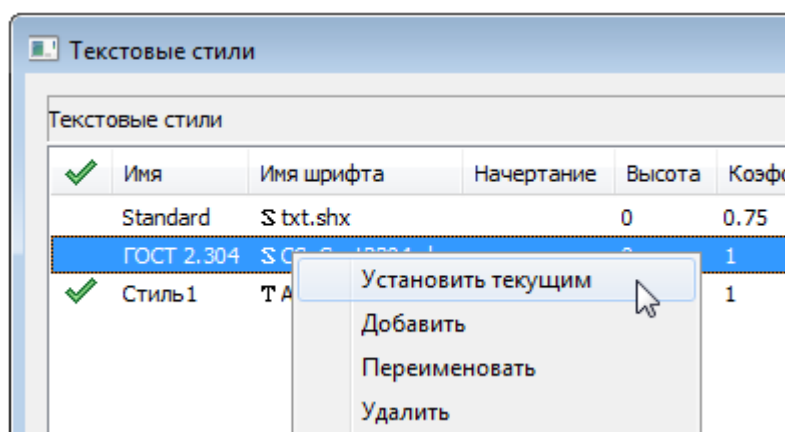 Текстовые стили
Текстовые стили
Имя Имя шрифта Начертание Высота
Standard S txt.shx 0 0.75
ГОСТ 2.304 S 1
Стиль1 T 1
Установить текущим
Добавить
Переименовать
Удалить